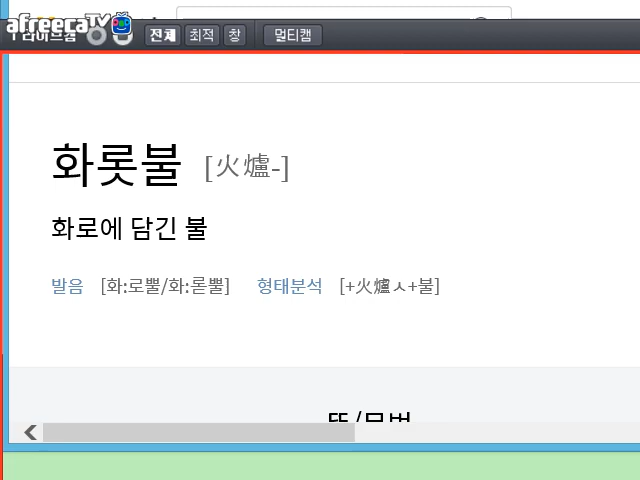 afreecaTV
전체 최적 창 멀티캠
화롯불 [火爐-]
화로에 담긴 불
발음 [화:로뿔/화:롣뿔] 형태분석 [+火爐ㅅ+불]